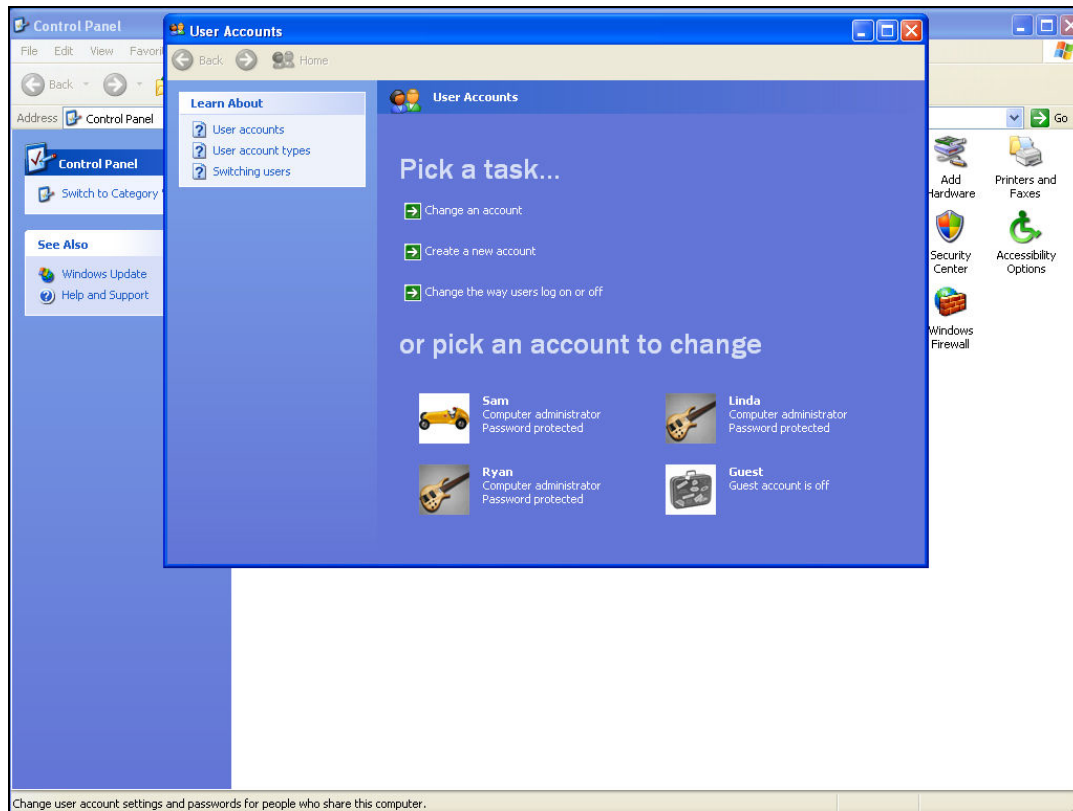 Control Panel
File Edit View
Back
Address Control Panel
Go
Control Panel
Switch to Category
See Also
Windows Update
Help and Support
User Accounts
Back Home
Learn About
User accounts
User account types
Switching users
User Accounts
Pick a task...
Change an account
Create a new account
Change the way users log on or off
or pick an account to change
Sam
Computer administrator
Password protected
Linda
Computer administrator
Password protected
Ryan
Computer administrator
Password protected
Guest
Guest account is off
Add
Hardware
Printers and
Faxes
Security
Center
Accessibility
Options
Windows
Firewall
Change user account settings and passwords for people who share this computer.